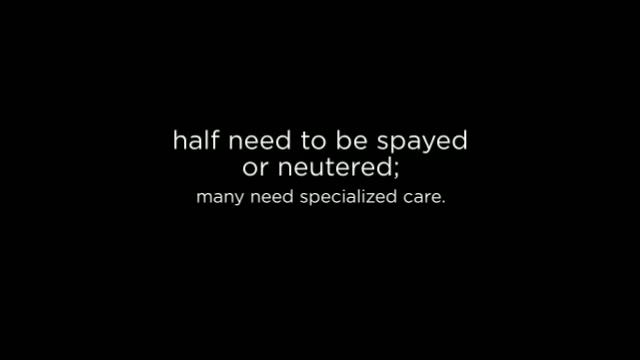 half need to be spayed
or neutered;
many need specialized care.